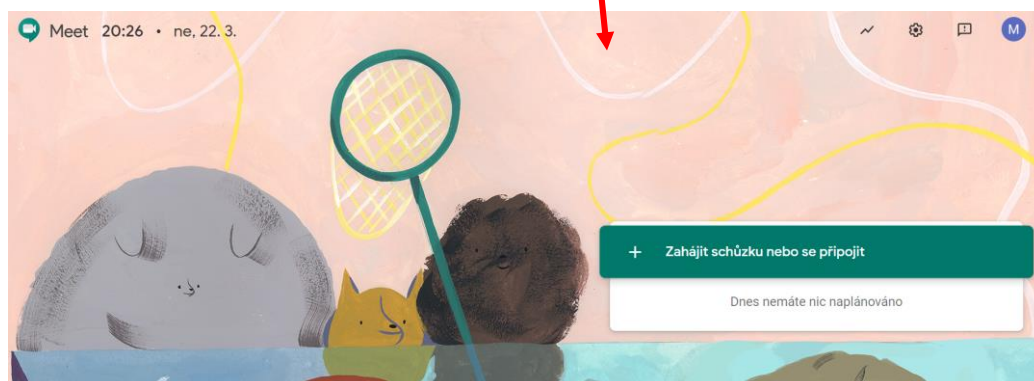 Meet 20:26 • ne, 22. 3.
M
+ Zahájit schůzku nebo se připojit
Dnes nemáte nic naplánováno